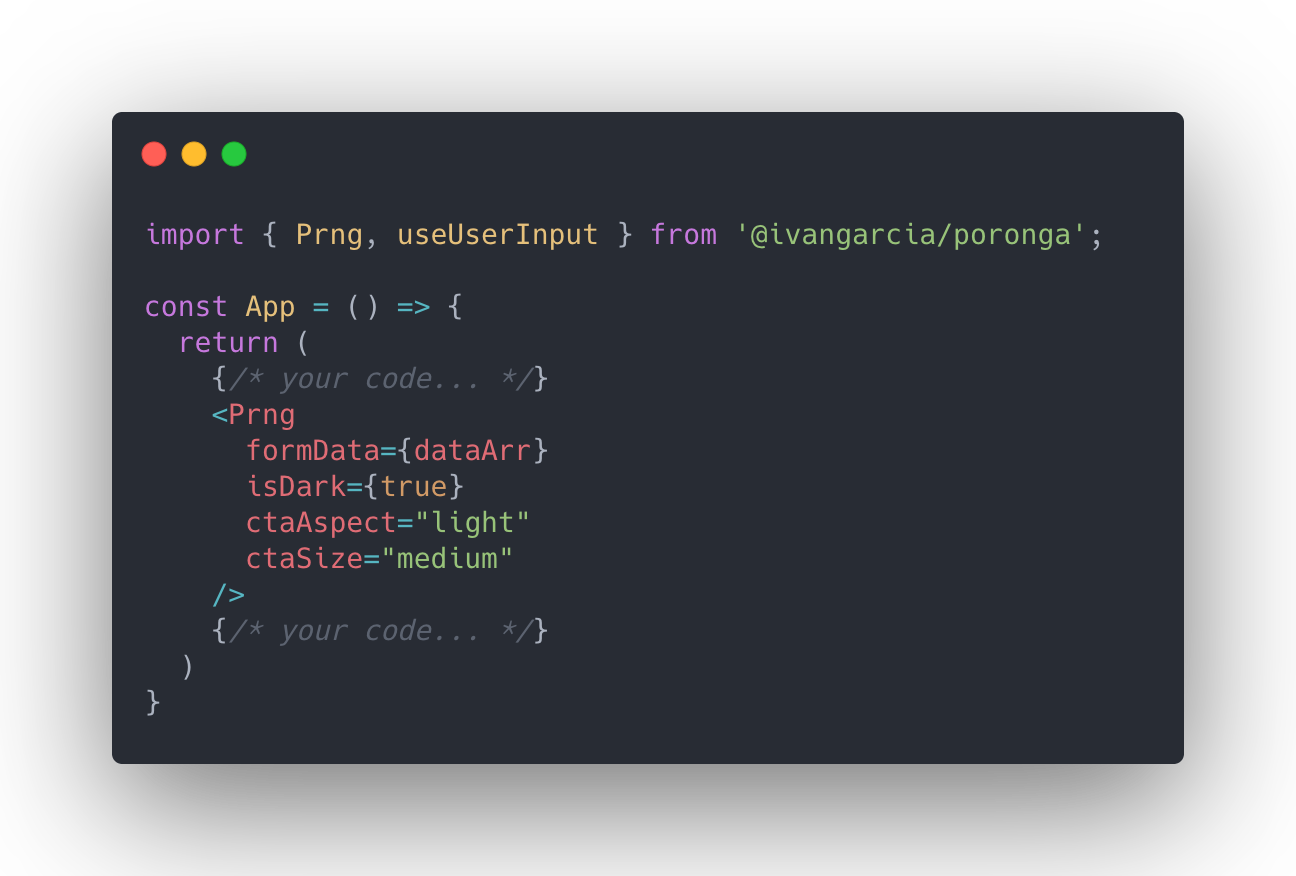 import { Prng, useUserInput } from '@ivangarcia/poronga';
const App = () => {
  return (
    {/* your code... */}
    <Prng
      formData={dataArr}
      isDark={true}
      ctaAspect="light"
      ctaSize="medium"
    />
    {/* your code... */}
  )
}